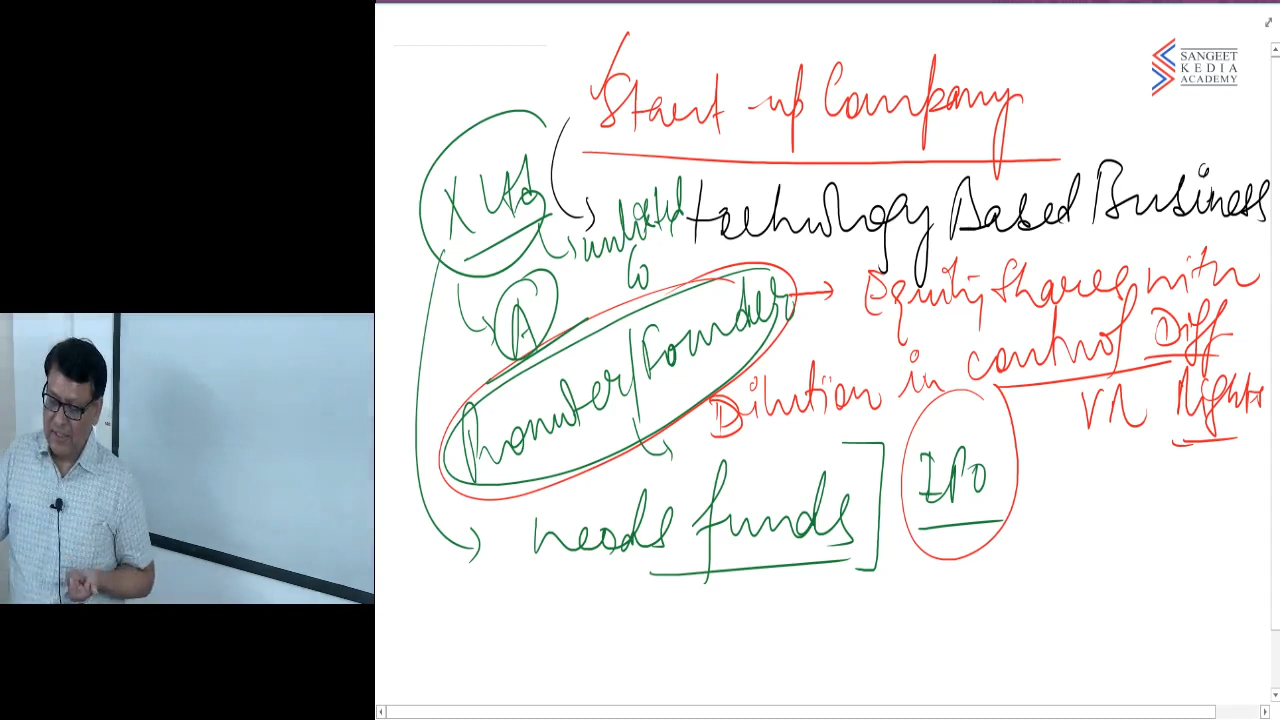 SANGEET
KEDIA
ACADEMY
Start up Company
X Ltd
unlisted
Co
Technology Based Business
A
Promoter/Founder
Equity Shares with
Diff
Dilution in control
VR Rights
needs funds
IPO